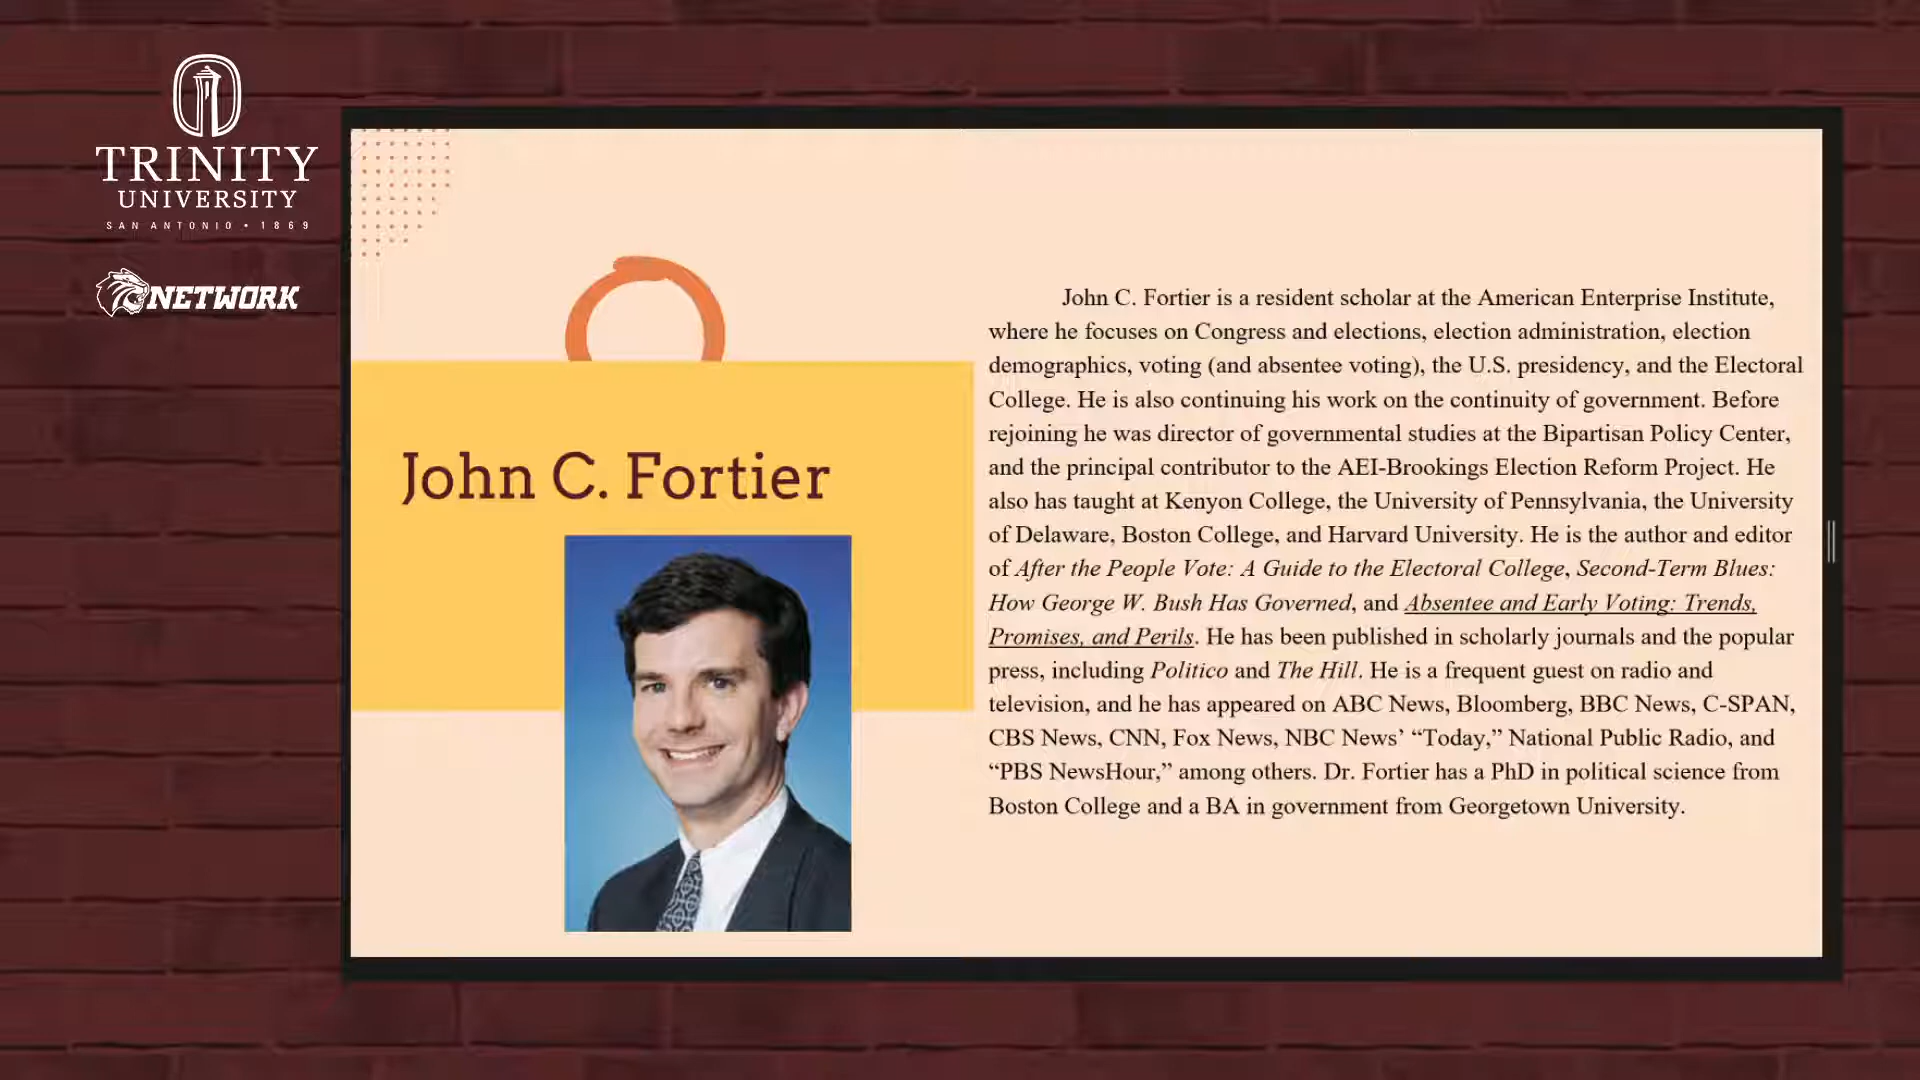 TRINITY
UNIVERSITY
SAN ANTONIO • 1869
NETWORK
John C. Fortier
John C. Fortier is a resident scholar at the American Enterprise Institute,
where he focuses on Congress and elections, election administration, election
demographics, voting (and absentee voting), the U.S. presidency, and the Electoral
College. He is also continuing his work on the continuity of government. Before
rejoining he was director of governmental studies at the Bipartisan Policy Center,
and the principal contributor to the AEI-Brookings Election Reform Project. He
also has taught at Kenyon College, the University of Pennsylvania, the University
of Delaware, Boston College, and Harvard University. He is the author and editor
of After the People Vote: A Guide to the Electoral College, Second-Term Blues:
How George W. Bush Has Governed, and Absentee and Early Voting: Trends,
Promises, and Perils. He has been published in scholarly journals and the popular
press, including Politico and The Hill. He is a frequent guest on radio and
television, and he has appeared on ABC News, Bloomberg, BBC News, C-SPAN,
CBS News, CNN, Fox News, NBC News’ “Today,” National Public Radio, and
“PBS NewsHour,” among others. Dr. Fortier has a PhD in political science from
Boston College and a BA in government from Georgetown University.